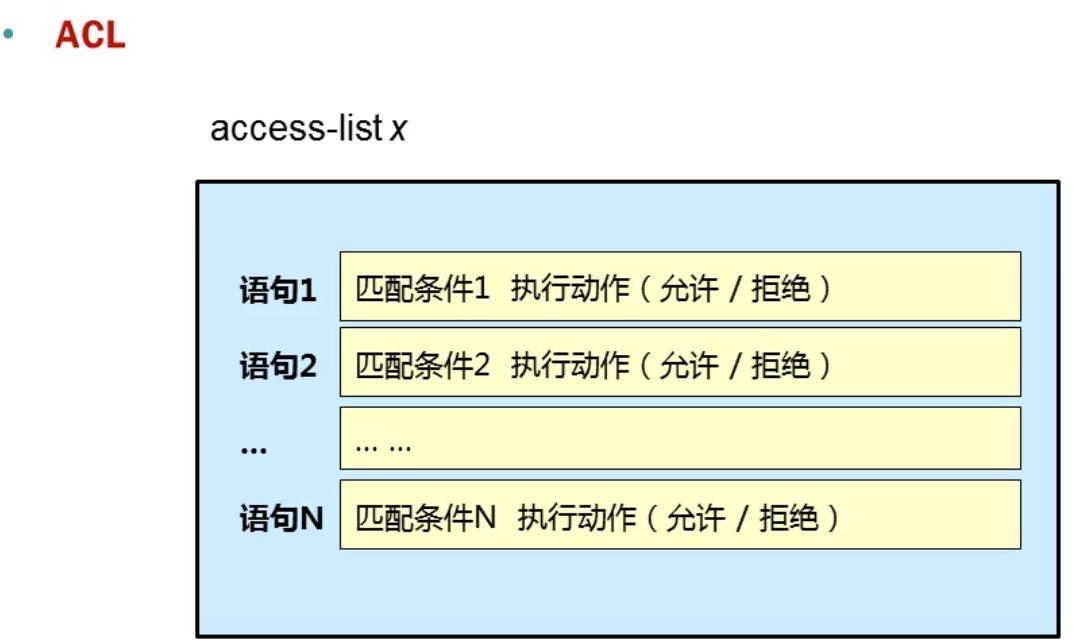 • ACL
access-list x
语句1 匹配条件1 执行动作（允许 / 拒绝）
语句2 匹配条件2 执行动作（允许 / 拒绝）
... ... ...
语句N 匹配条件N 执行动作（允许 / 拒绝）